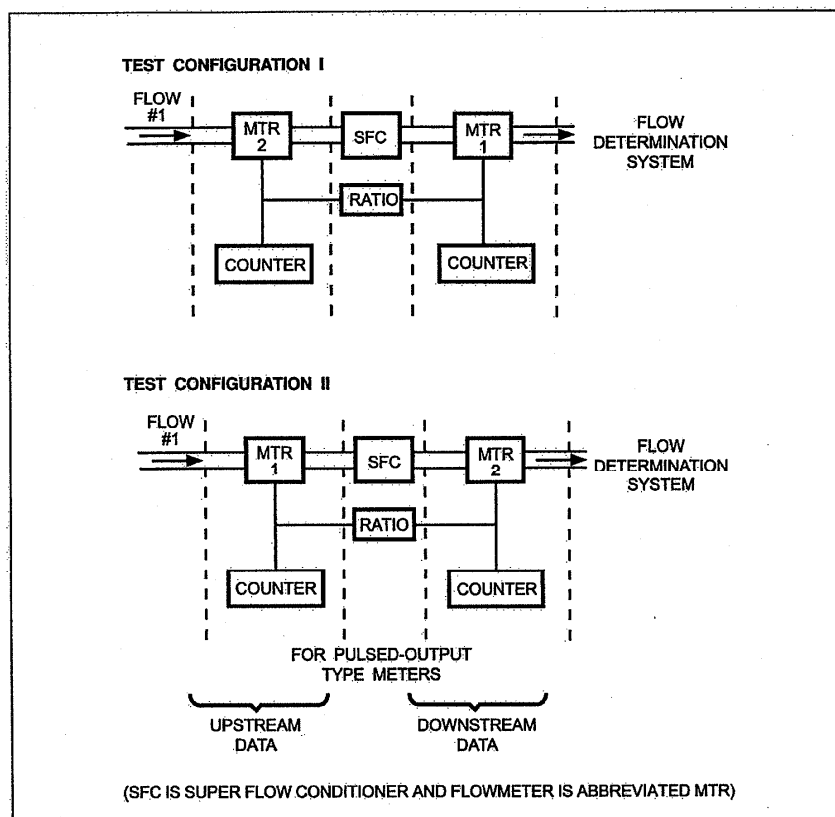 TEST CONFIGURATION I
FLOW
#1
MTR
2
SFC
MTR
1
FLOW
DETERMINATION
SYSTEM
RATIO
COUNTER
COUNTER
TEST CONFIGURATION II
FLOW
#1
MTR
1
SFC
MTR
2
FLOW
DETERMINATION
SYSTEM
RATIO
COUNTER
COUNTER
FOR PULSED-OUTPUT
TYPE METERS
UPSTREAM
DATA
DOWNSTREAM
DATA
(SFC IS SUPER FLOW CONDITIONER AND FLOWMETER IS ABBREVIATED MTR)